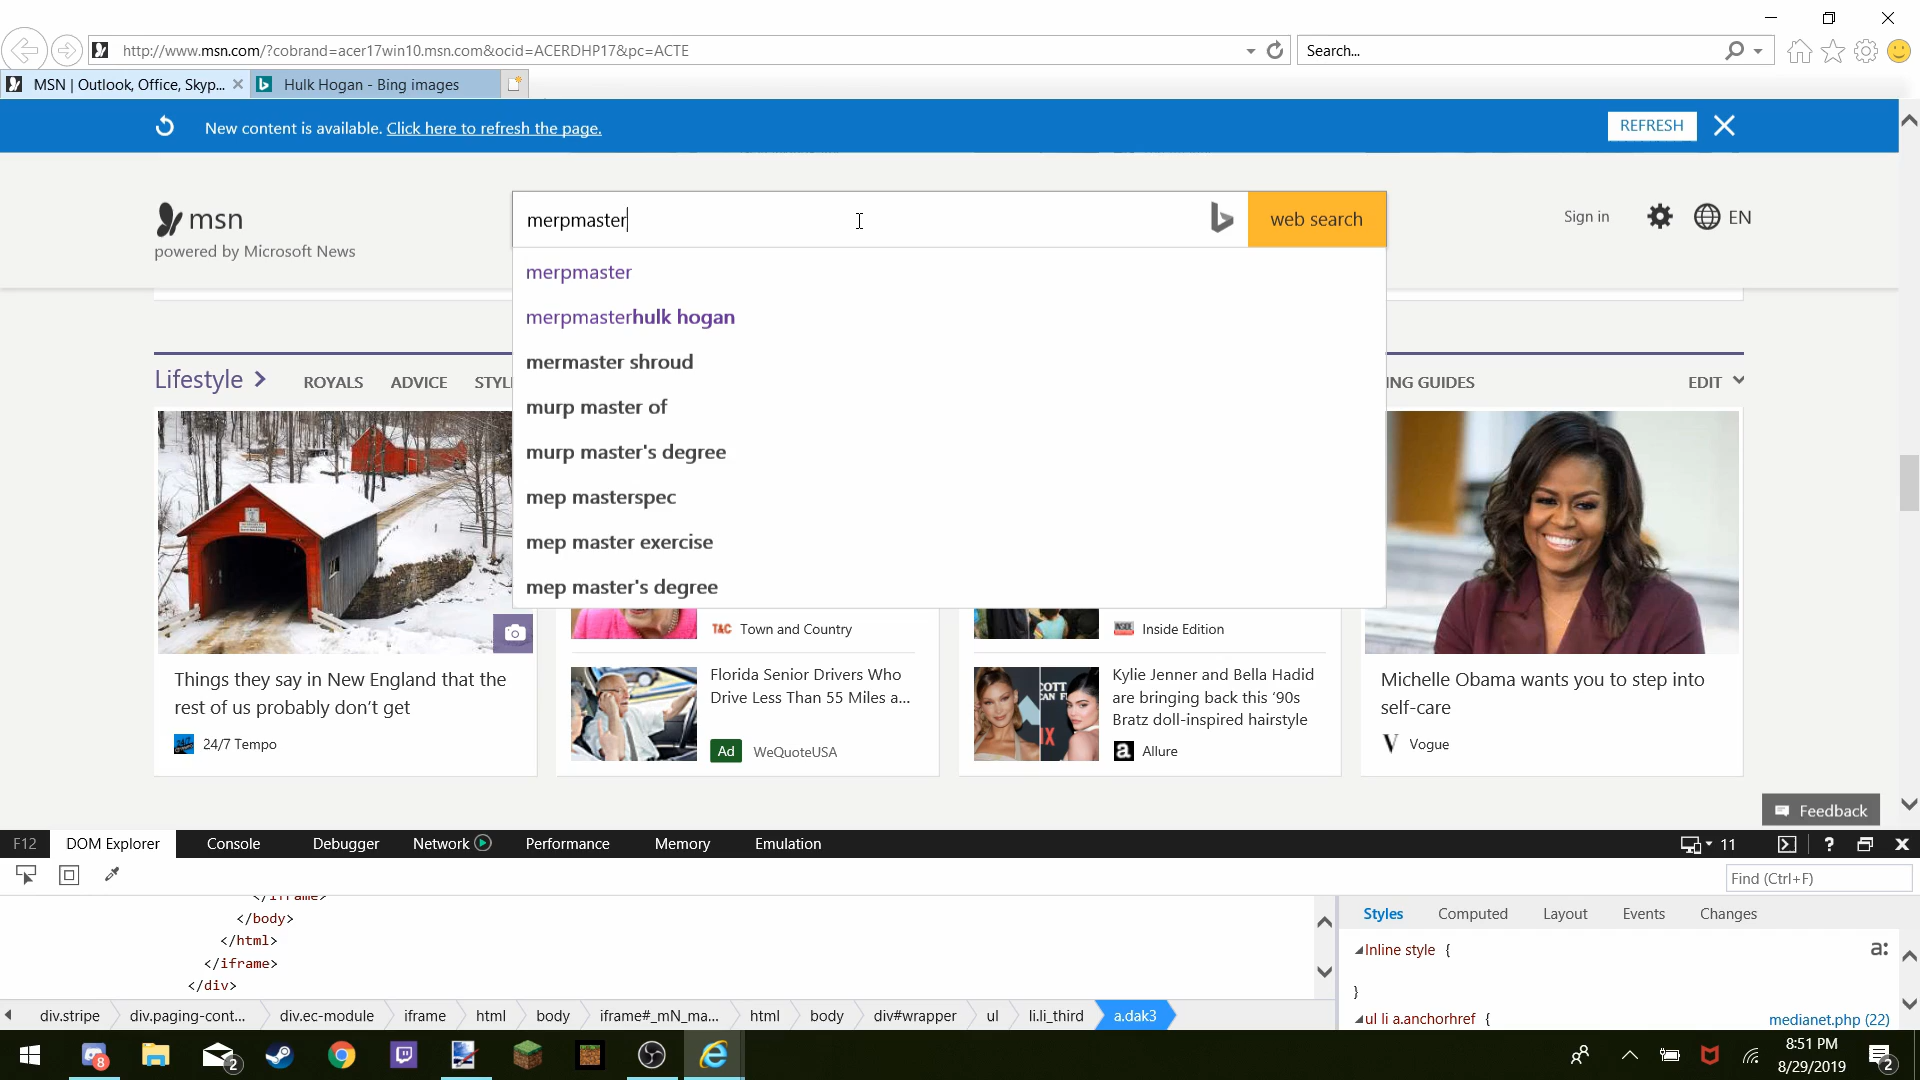 http://www.msn.com/?cobrand=acer17win10.msn.com&ocid=ACERDHP17&pc=ACTE
Search...
MSN | Outlook, Office, Skyp...
Hulk Hogan - Bing images
New content is available. Click here to refresh the page.
REFRESH
msn
powered by Microsoft News
merpmaster
web search
Sign in
EN
merpmaster
merpmasterhulk hogan
mermaster shroud
murp master of
murp master's degree
mep masterspec
mep master exercise
mep master's degree
Lifestyle
ROYALS
ADVICE
STYL
ING GUIDES
EDIT
Things they say in New England that the
rest of us probably don't get
24/7 Tempo
T&C Town and Country
Florida Senior Drivers Who
Drive Less Than 55 Miles a...
Ad WeQuoteUSA
INSIDE Inside Edition
Kylie Jenner and Bella Hadid
are bringing back this '90s
Bratz doll-inspired hairstyle
a Allure
Michelle Obama wants you to step into
self-care
V Vogue
Feedback
F12 DOM Explorer Console Debugger Network Performance Memory Emulation 11 ?
Find (Ctrl+F)
</iframe>
</body>
</html>
</iframe>
</div>
Styles Computed Layout Events Changes
Inline style {
a:
}
ul li a.anchorhref {
medianet.php (22)
div.stripe div.paging-cont... div.ec-module iframe html body iframe#_mN_ma... html body div#wrapper ul li.li_third a.dak3
8
2
8:51 PM
8/29/2019
2